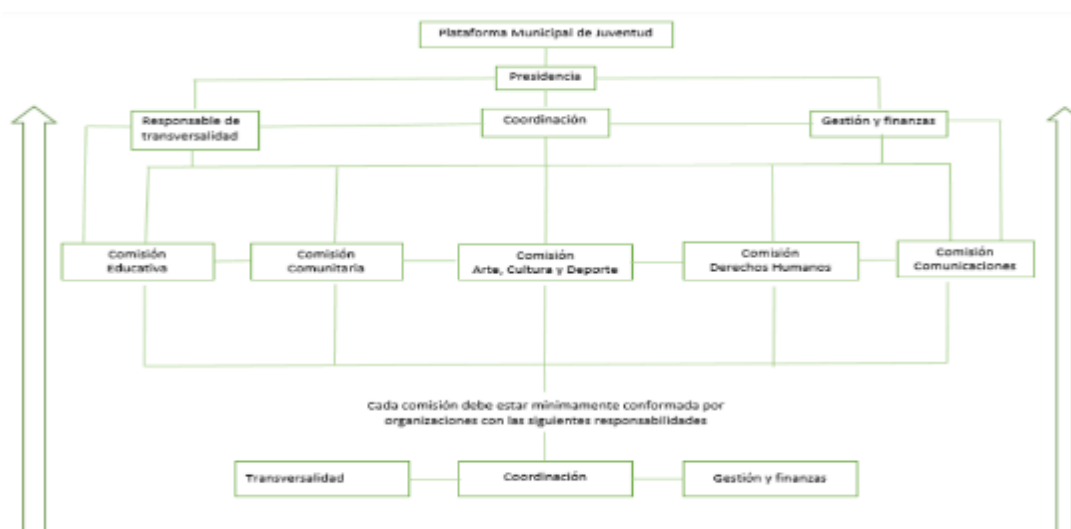 Plataforma Municipal de Juventud
Presidencia
Responsable de
transversalidad
Coordinación
Gestión y finanzas
Comisión
Educativa
Comisión
Comunitaria
Comisión
Arte, Cultura y Deporte
Comisión
Derechos Humanos
Comisión
Comunicaciones
Cada comisión debe estar mínimamente conformada por
organizaciones con las siguientes responsabilidades
Transversalidad
Coordinación
Gestión y finanzas